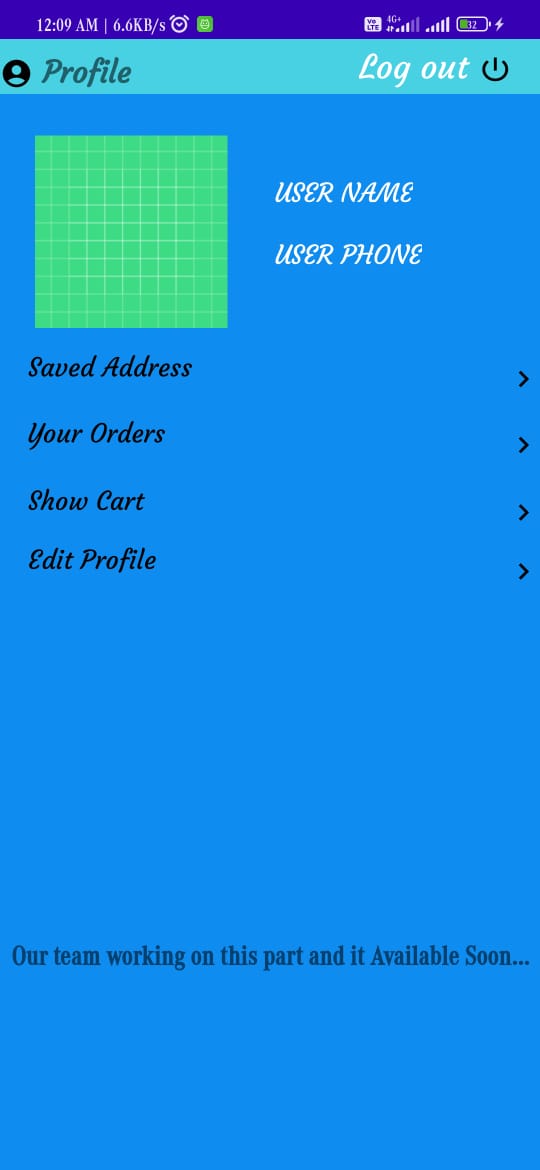 12:09 AM | 6.6KB/s Vo LTE 4G+ 32
Profile Log out
USER NAME
USER PHONE
Saved Address
Your Orders
Show Cart
Edit Profile
Our team working on this part and it Available Soon...